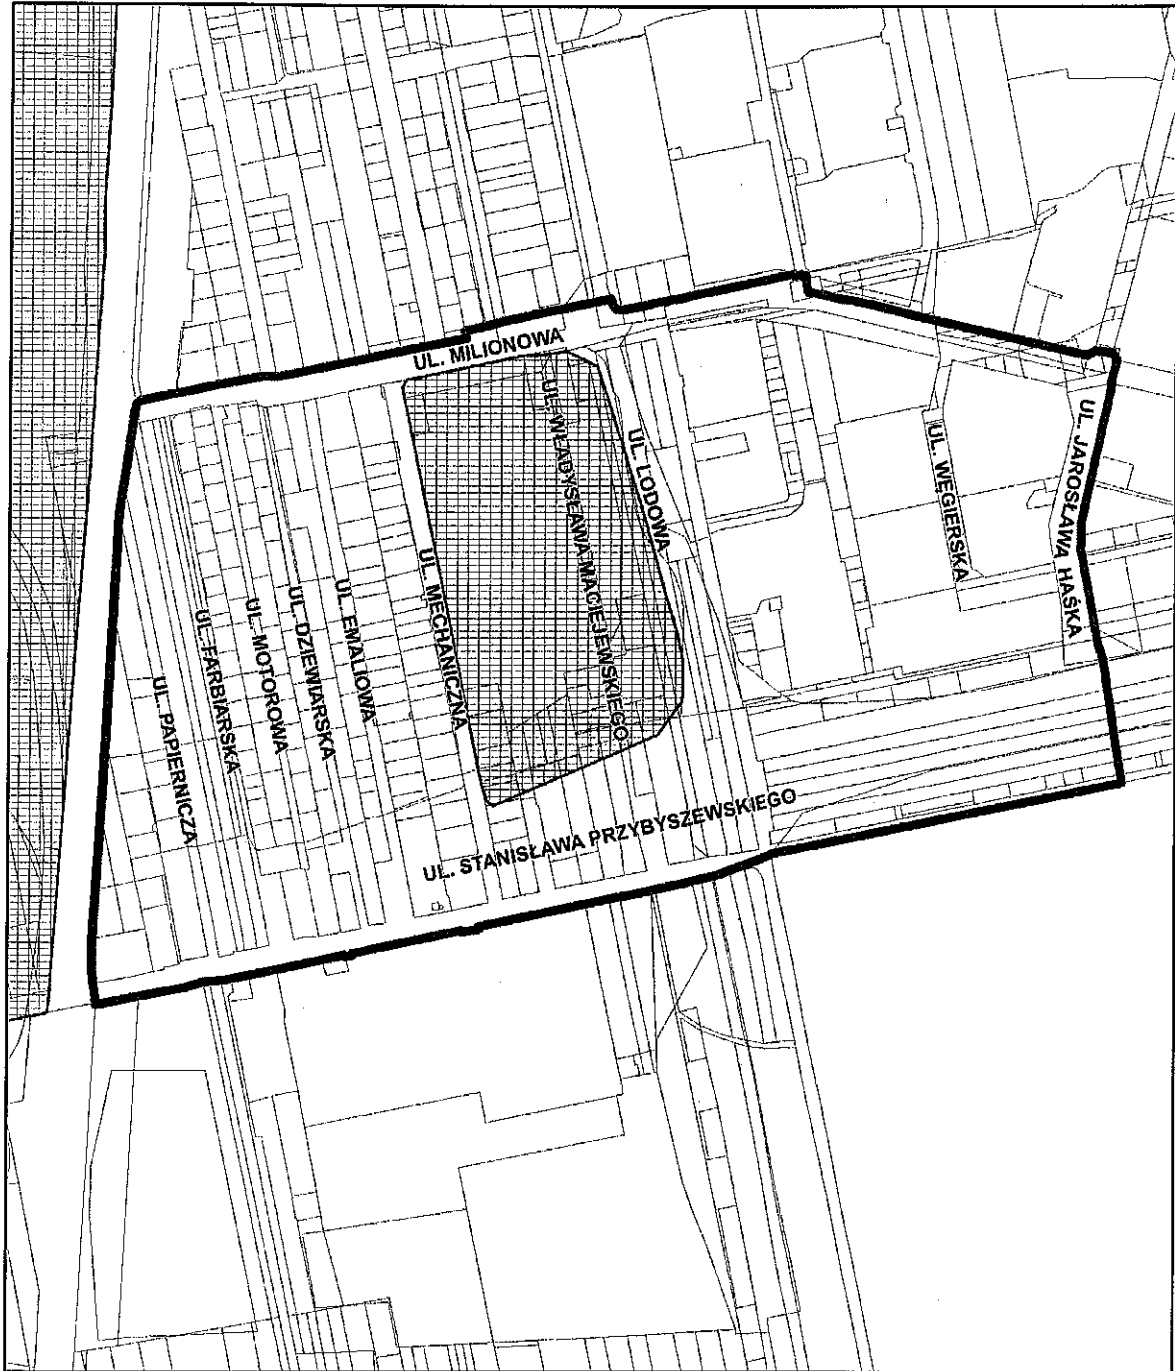 UL. MILIONOWA
UL. WŁADYSŁAWA MACIEJEWSKIEGO
UL. LODOWA
UL. WĘGIERSKA
UL. JAROSŁAWA HAŠKA
UL. MECHANICZNA
UL. EMALIOWA
UL. DZIEWIARSKA
UL. MOTOROWA
UL. FARBIARSKA
UL. PAPIERNICZA
UL. STANISŁAWA PRZYBYSZEWSKIEGO